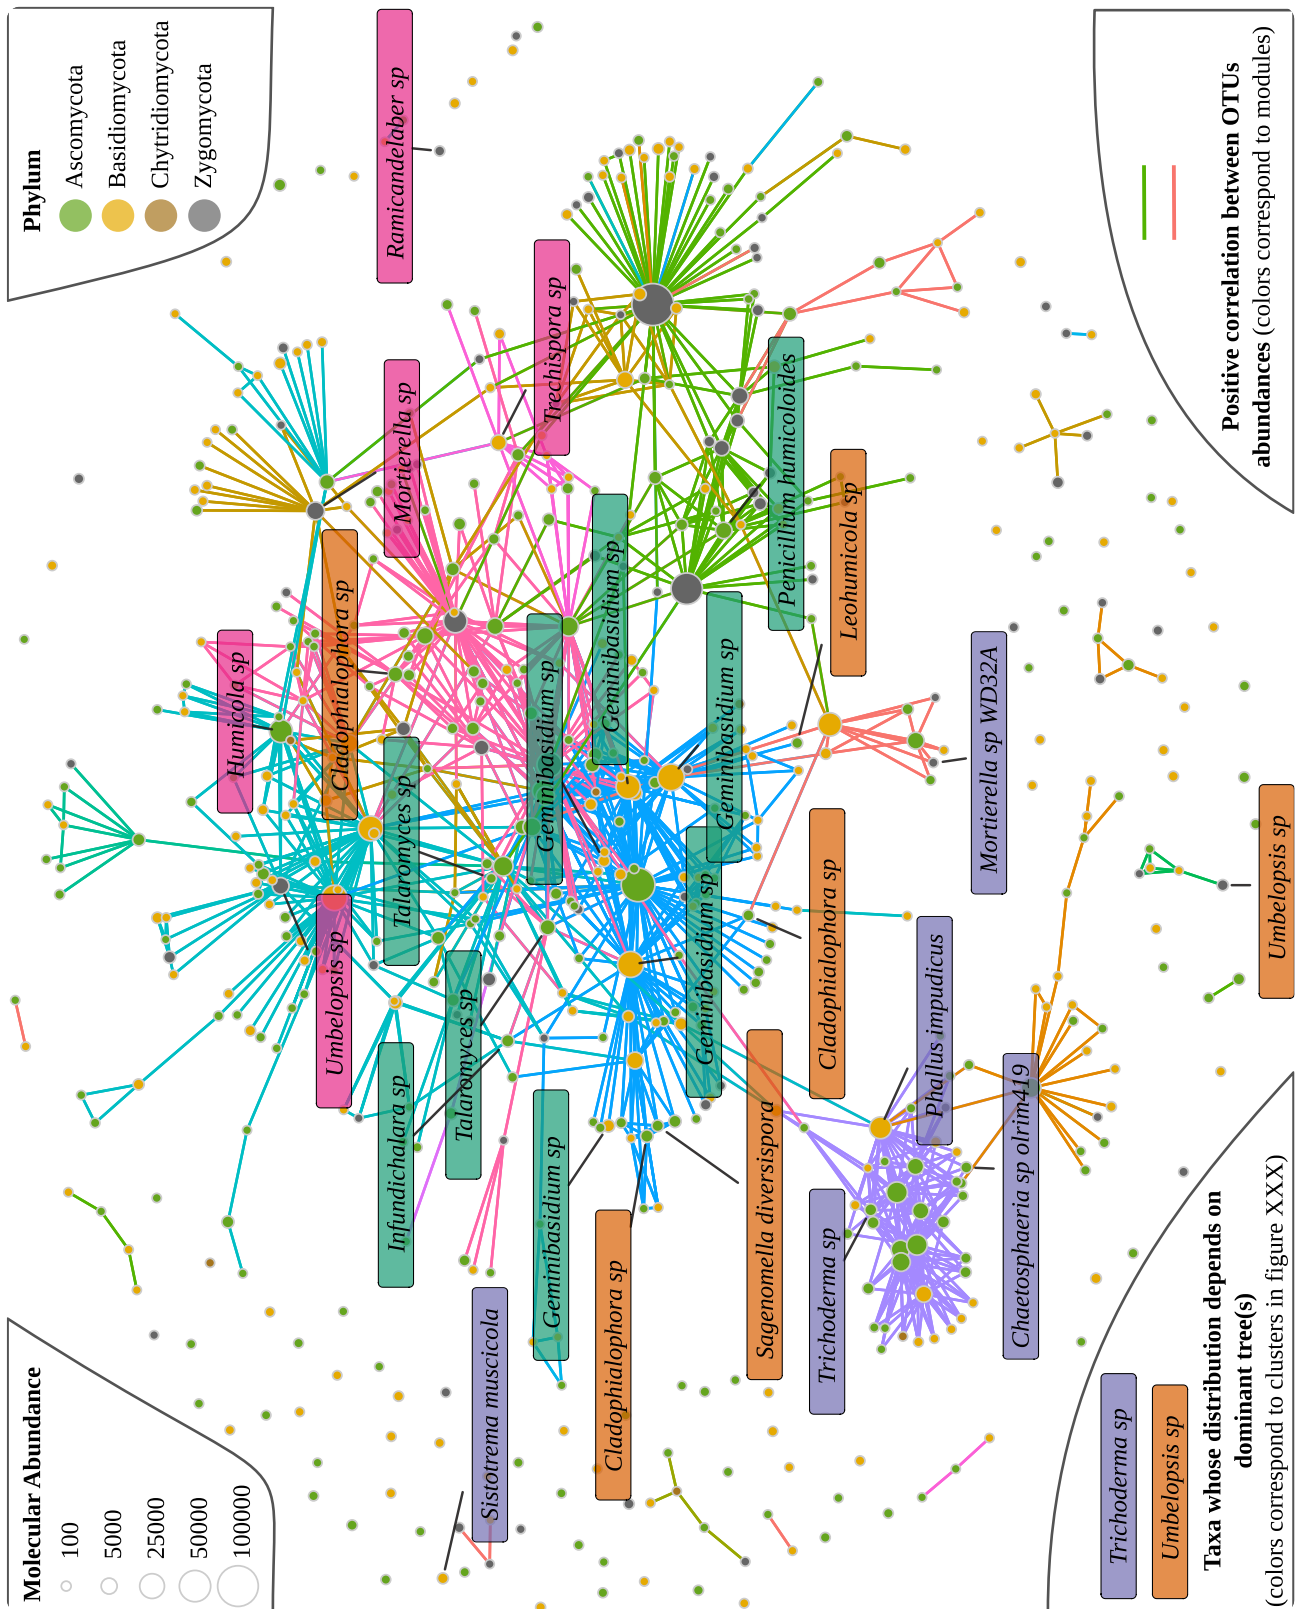 Molecular Abundance
100
5000
25000
50000
100000
Phylum
Ascomycota
Basidiomycota
Chytridiomycota
Zygomycota
Ramicandelaber sp
Mortierella sp
Trechispora sp
Humicola sp
Cladophialophora sp
Penicillium humicoloides
Leohumicola sp
Geminibasidium sp
Geminibasidium sp
Geminibasidium sp
Talaromyces sp
Mortierella sp WD32A
Umbelopsis sp
Geminibasidium sp
Cladophialophora sp
Umbelopsis sp
Talaromyces sp
Infundichalara sp
Phallus impudicus
Geminibasidium sp
Sagenomella diversispora
Chaetosphaeria sp olrim419
Trichoderma sp
Cladophialophora sp
Sistotrema muscicola
Positive correlation between OTUs
abundances (colors correspond to modules)
Trichoderma sp
Umbelopsis sp
Taxa whose distribution depends on
dominant tree(s)
(colors correspond to clusters in figure XXX)